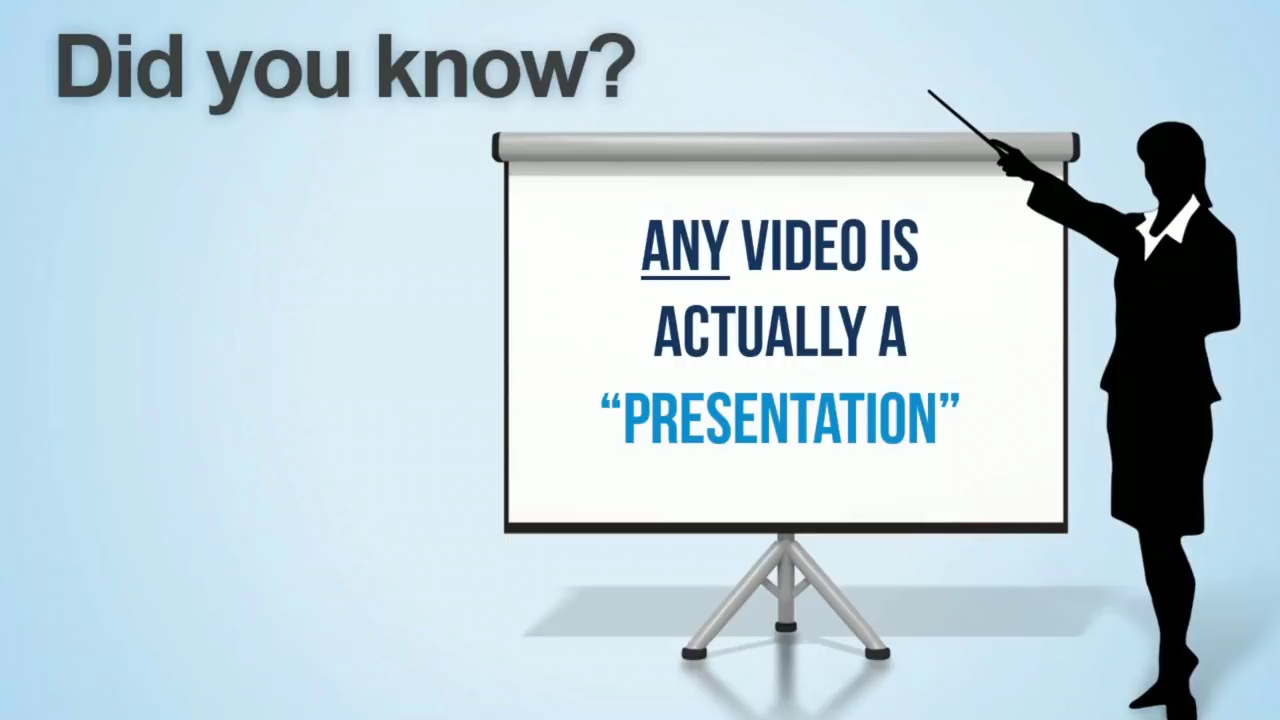 Did you know?
ANY VIDEO IS
ACTUALLY A
“PRESENTATION”